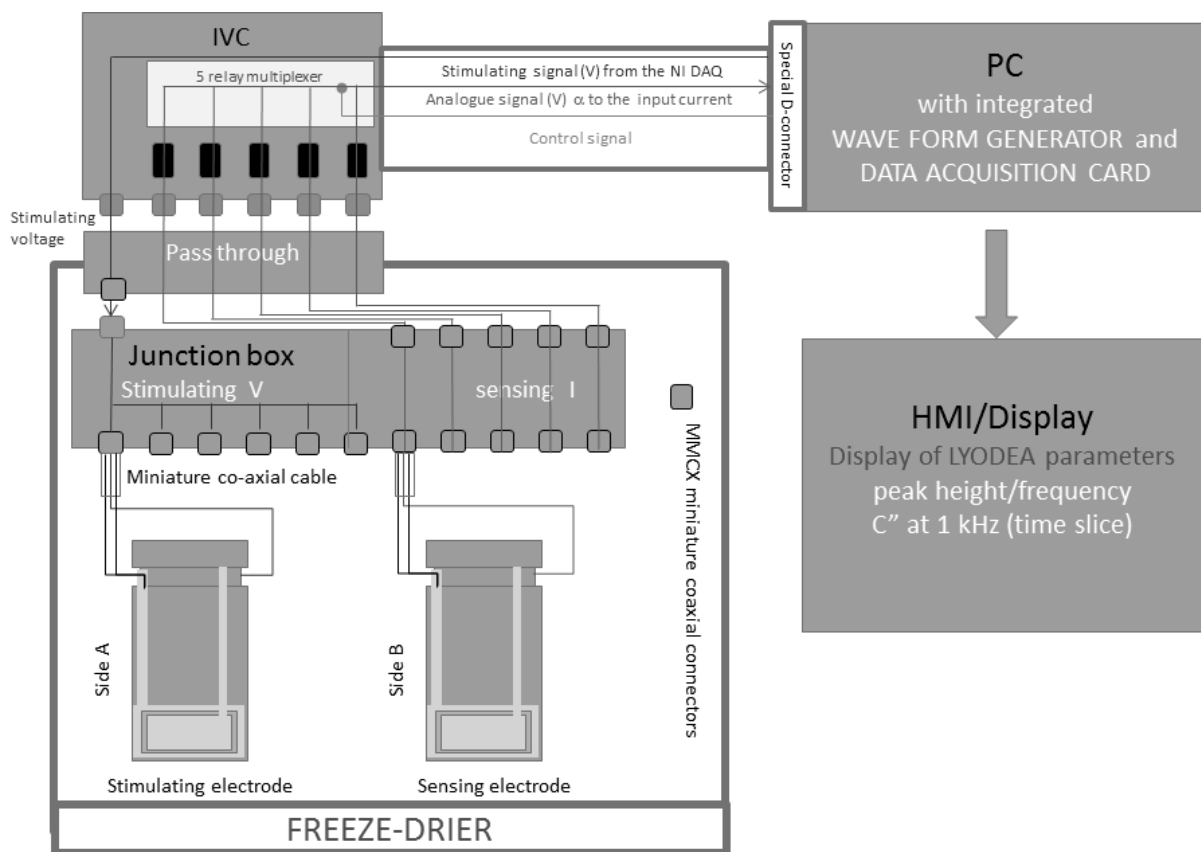 IVC
5 relay multiplexer
Stimulating signal (V) from the NI DAQ
Analogue signal (V) α to the input current
Control signal
Special D-connector
PC
with integrated
WAVE FORM GENERATOR and
DATA ACQUISITION CARD
Stimulating
voltage
Pass through
Junction box
Stimulating V
sensing I
Miniature co-axial cable
MMCX miniature coaxial connectors
HMI/Display
Display of LYODEA parameters
peak height/frequency
C” at 1 kHz (time slice)
Side A
Side B
Stimulating electrode
Sensing electrode
FREEZE-DRIER